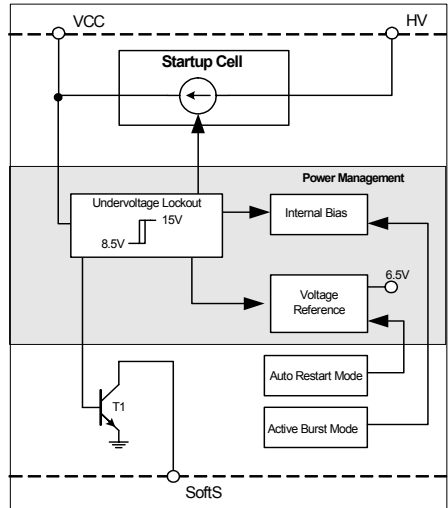 VCC
HV
Startup Cell
Power Management
Undervoltage Lockout
15V
8.5V
Internal Bias
6.5V
Voltage
Reference
Auto Restart Mode
T1
Active Burst Mode
SoftS